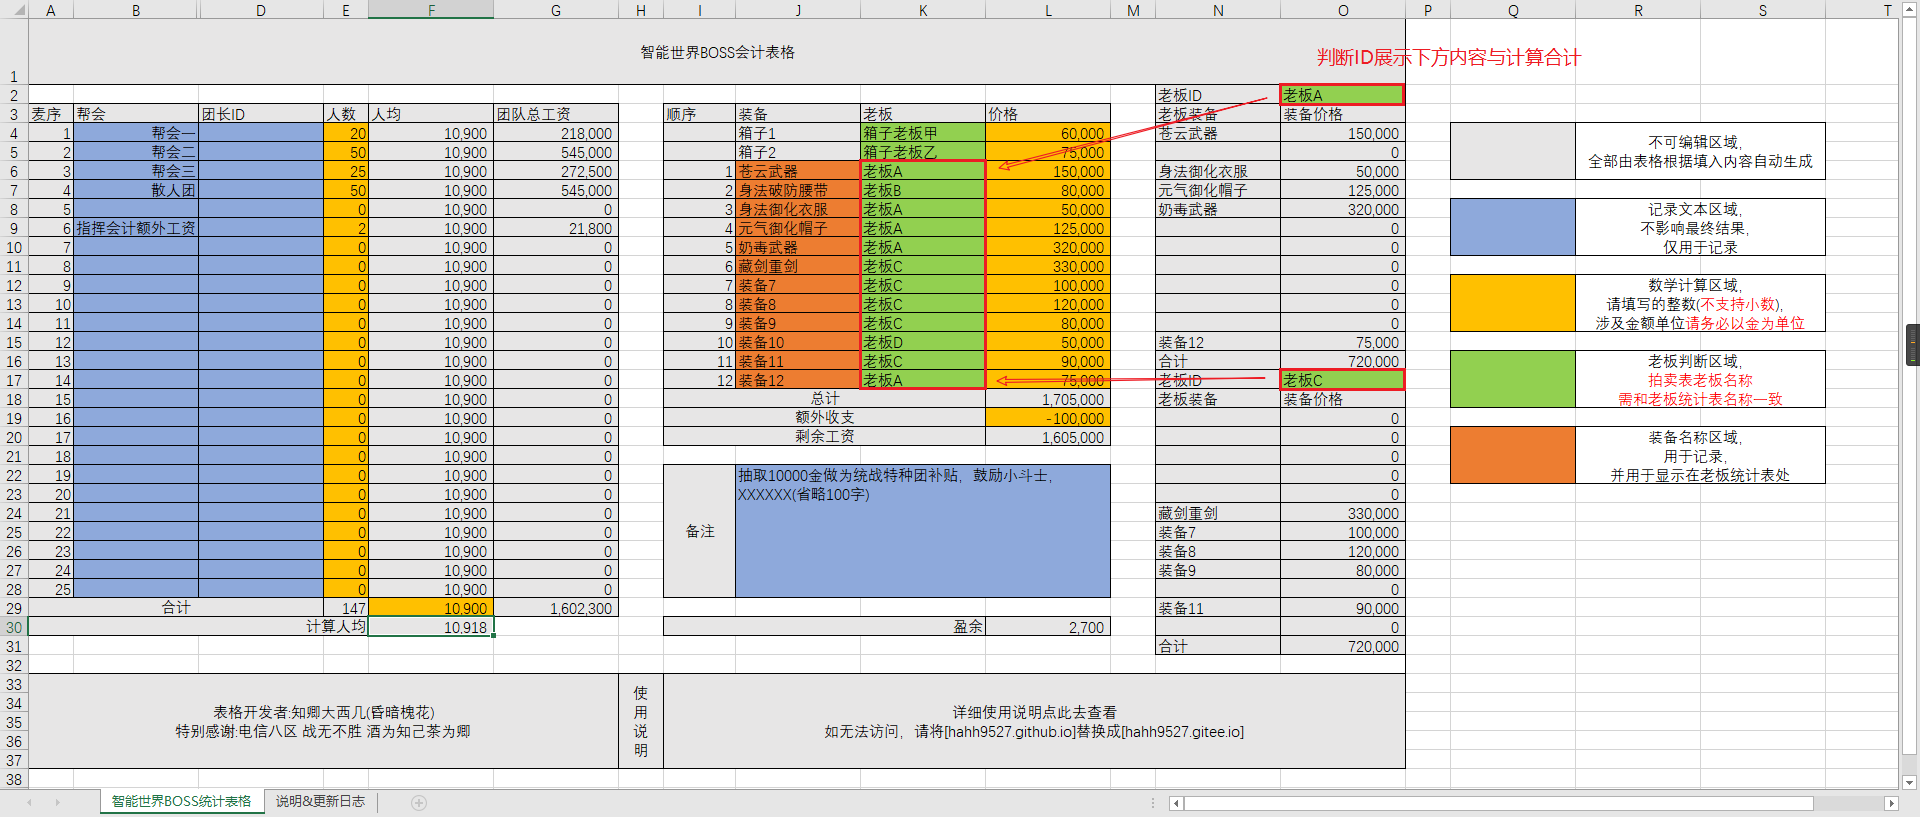 A B D E F G H I J K L M N O P Q R S T
1 智能世界BOSS会计表格 判断ID展示下方内容与计算合计
2 老板ID 老板A
3 麦序 帮会 团长ID 人数 人均 团队总工资 顺序 装备 老板 价格 老板装备 装备价格
4 1 帮会一 20 10,900 218,000 箱子1 箱子老板甲 60,000 苍云武器 150,000
5 2 帮会二 50 10,900 545,000 箱子2 箱子老板乙 75,000 0
6 3 帮会三 25 10,900 272,500 1 苍云武器 老板A 150,000 身法御化衣服 50,000
7 4 散人团 50 10,900 545,000 2 身法破防腰带 老板B 80,000 元气御化帽子 125,000
8 5 0 10,900 0 3 身法御化衣服 老板A 50,000 奶毒武器 320,000
9 6 指挥会计额外工资 2 10,900 21,800 4 元气御化帽子 老板A 125,000 0
10 7 0 10,900 0 5 奶毒武器 老板A 320,000 0
11 8 0 10,900 0 6 藏剑重剑 老板C 330,000 0
12 9 0 10,900 0 7 装备7 老板C 100,000 0
13 10 0 10,900 0 8 装备8 老板C 120,000 0
14 11 0 10,900 0 9 装备9 老板C 80,000 0
15 12 0 10,900 0 10 装备10 老板D 50,000 装备12 75,000
16 13 0 10,900 0 11 装备11 老板C 90,000 合计 720,000
17 14 0 10,900 0 12 装备12 老板A 75,000 老板ID 老板C
18 15 0 10,900 0 总计 1,705,000 老板装备 装备价格
19 16 0 10,900 0 额外收支 -100,000 0
20 17 0 10,900 0 剩余工资 1,605,000 0
21 18 0 10,900 0 0
22 19 0 10,900 0 抽取10000金做为统战特种团补贴，鼓励小斗士， 0
23 20 0 10,900 0 XXXXXX(省略100字) 0
24 21 0 10,900 0 藏剑重剑 330,000
25 22 0 10,900 0 备注 装备7 100,000
26 23 0 10,900 0 装备8 120,000
27 24 0 10,900 0 装备9 80,000
28 25 0 10,900 0 0
29 合计 147 10,900 1,602,300 装备11 90,000
30 计算人均 10,918 盈余 2,700 0
31 合计 720,000
32
33
34
35
36
37
38
不可编辑区域，
全部由表格根据填入内容自动生成
记录文本区域，
不影响最终结果，
仅用于记录
数学计算区域，
请填写的整数(不支持小数)，
涉及金额单位请务必以金为单位
老板判断区域，
拍卖表老板名称
需和老板统计表名称一致
装备名称区域，
用于记录，
并用于显示在老板统计表处
表格开发者:知卿大西几(昏暗槐花)
特别感谢:电信八区 战无不胜 酒为知己茶为卿
使
用
说
明
详细使用说明点此去查看
如无法访问，请将[hahh9527.github.io]替换成[hahh9527.gitee.io]
智能世界BOSS统计表格 说明&更新日志